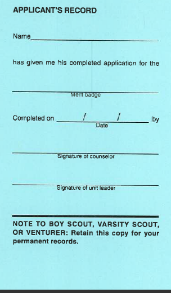 APPLICANT'S RECORD
Name
has given me his completed application for the
Merit badge
Completed on / / by
Date
Signature of counselor
Signature of unit leader
NOTE TO BOY SCOUT, VARSITY SCOUT,
OR VENTURER: Retain this copy for your
permanent records.